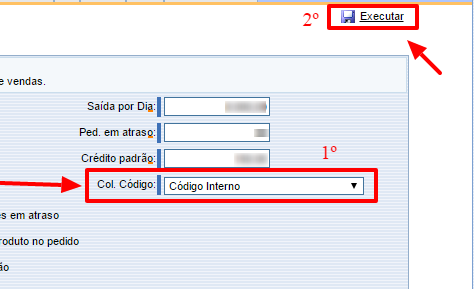 2º Executar
e vendas.
Saída por Dia:
Ped. em atraso:
Crédito padrão:
1º
Col. Código: Código Interno
es em atraso
roduto no pedido
ão